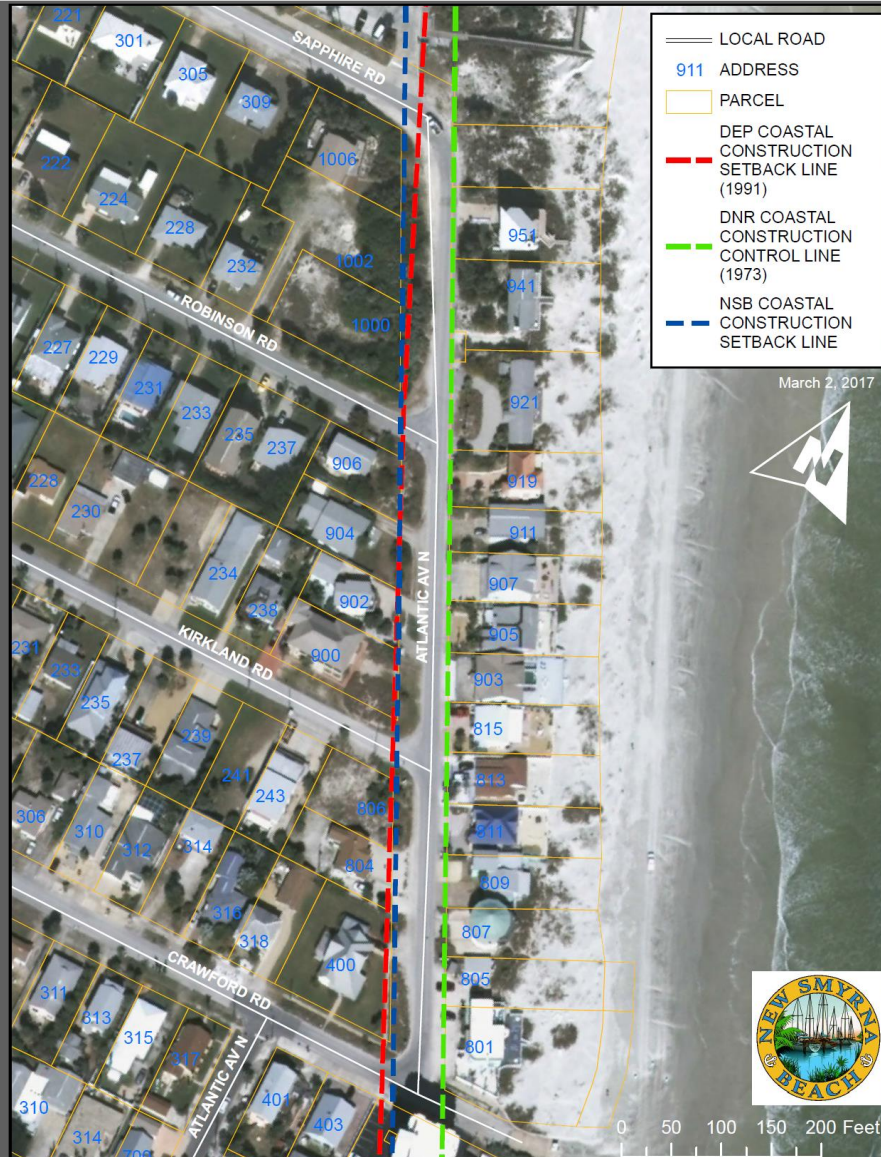 LOCAL ROAD
911 ADDRESS
PARCEL
DEP COASTAL
CONSTRUCTION
SETBACK LINE
(1991)
DNR COASTAL
CONSTRUCTION
CONTROL LINE
(1973)
NSB COASTAL
CONSTRUCTION
SETBACK LINE
March 2, 2017
N
221
301
305
309
SAPPHIRE RD
1006
222
224
228
232
1002
1000
951
941
ROBINSON RD
227
229
231
233
235
237
906
921
919
228
230
904
911
234
902
907
238
900
905
ATLANTIC AV N
KIRKLAND RD
231
233
235
239
903
815
237
241
243
806
813
306
310
312
314
804
811
316
318
809
400
807
CRAWFORD RD
805
311
313
315
317
801
ATLANTIC AV N
401
403
310
314
NEW SMYRNA
BEACH
0 50 100 150 200 Feet